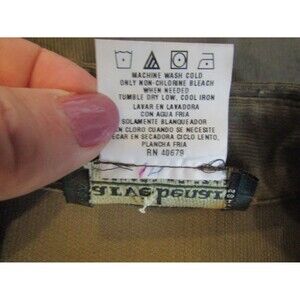 MACHINE WASH COLD
ONLY NON-CHLORINE BLEACH
WHEN NEEDED
TUMBLE DRY LOW, COOL IRON
LAVAR EN LAVADORA
CON AGUA FRIA
SOLAMENTE BLANQUEADOR
SIN CLORO CUANDO SE NECESITE
SECAR EN SECADORA CICLO LENTO,
PLANCHA FRIA
RN 40679